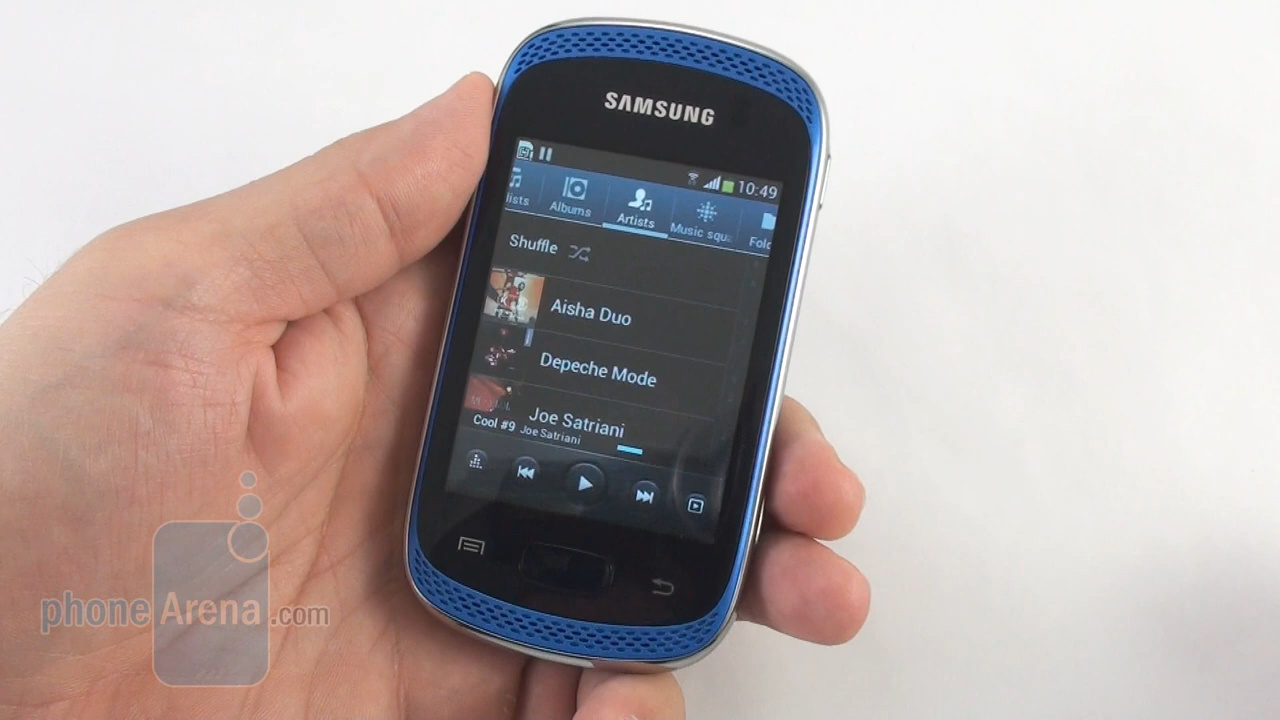 SAMSUNG
10:49
lists Albums Artists Music squ Fold
Shuffle
Aisha Duo
Depeche Mode
Joe Satriani
Cool #9 Joe Satriani
phoneArena.com